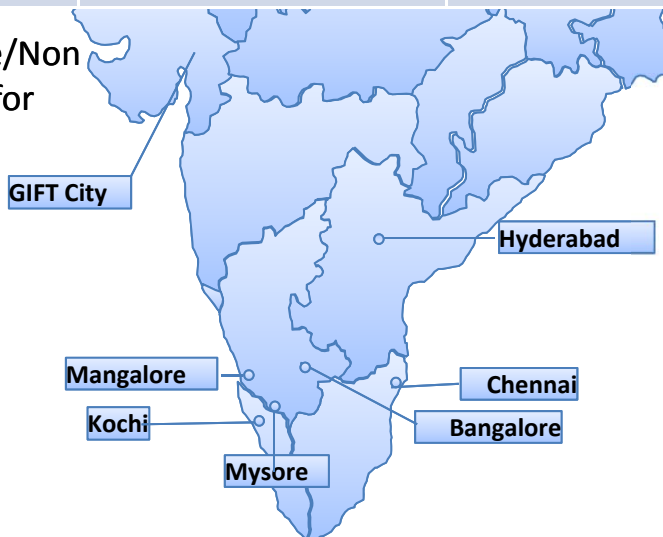 e/Non
for
GIFT City
Hyderabad
Mangalore
Chennai
Kochi
Bangalore
Mysore